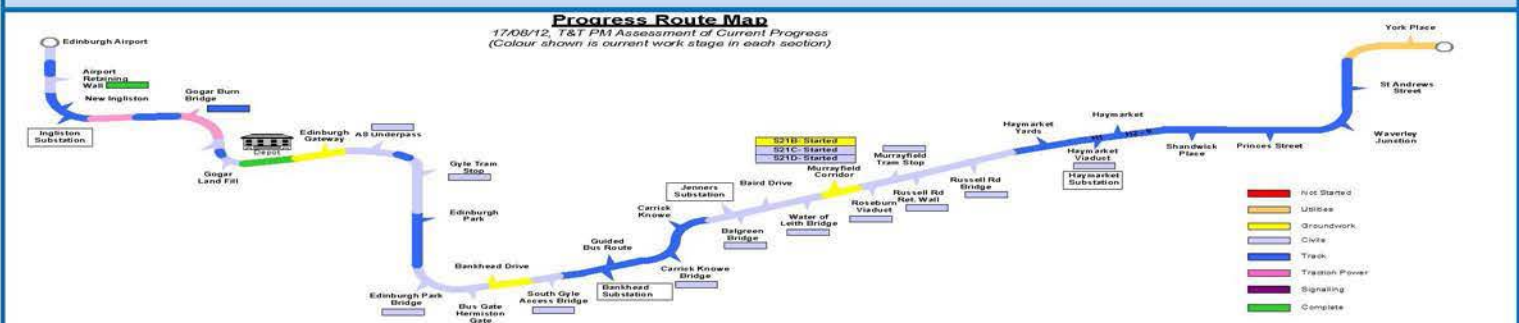 Progress Route Map
17/08/12, T&T PM Assessment of Current Progress
(Colour shown is current work stage in each section)
Edinburgh Airport
Airport
Retaining
Wall
New Ingliston
Ingliston
Substation
Gogar Burn
Bridge
Depot
Gogar
Land Fill
Edinburgh
Gateway
A8 Underpass
Gyle Tram
Stop
Edinburgh
Park
Edinburgh Park
Bridge
Bus Gate
Hermiston
Gate
Bankhead Drive
South Gyle
Access Bridge
Guided
Bus Route
Bankhead
Substation
Carrick
Knowe
Carrick Knowe
Bridge
Jenners
Substation
Balgreen
Bridge
Baird Drive
Water of
Leith Bridge
S21B- Started
S21C- Started
S21D- Started
Murrayfield
Corridor
Roseburn
Viaduct
Murrayfield
Tram Stop
Russell Rd
Ret. Wall
Russell Rd
Bridge
Haymarket
Yards
Haymarket
Haymarket
Viaduct
Haymarket
Substation
Shandwick
Place
Princes Street
Waverley
Junction
St Andrews
Street
York Place
Not Started
Utilities
Groundwork
Civils
Track
Traction Power
Signalling
Complete